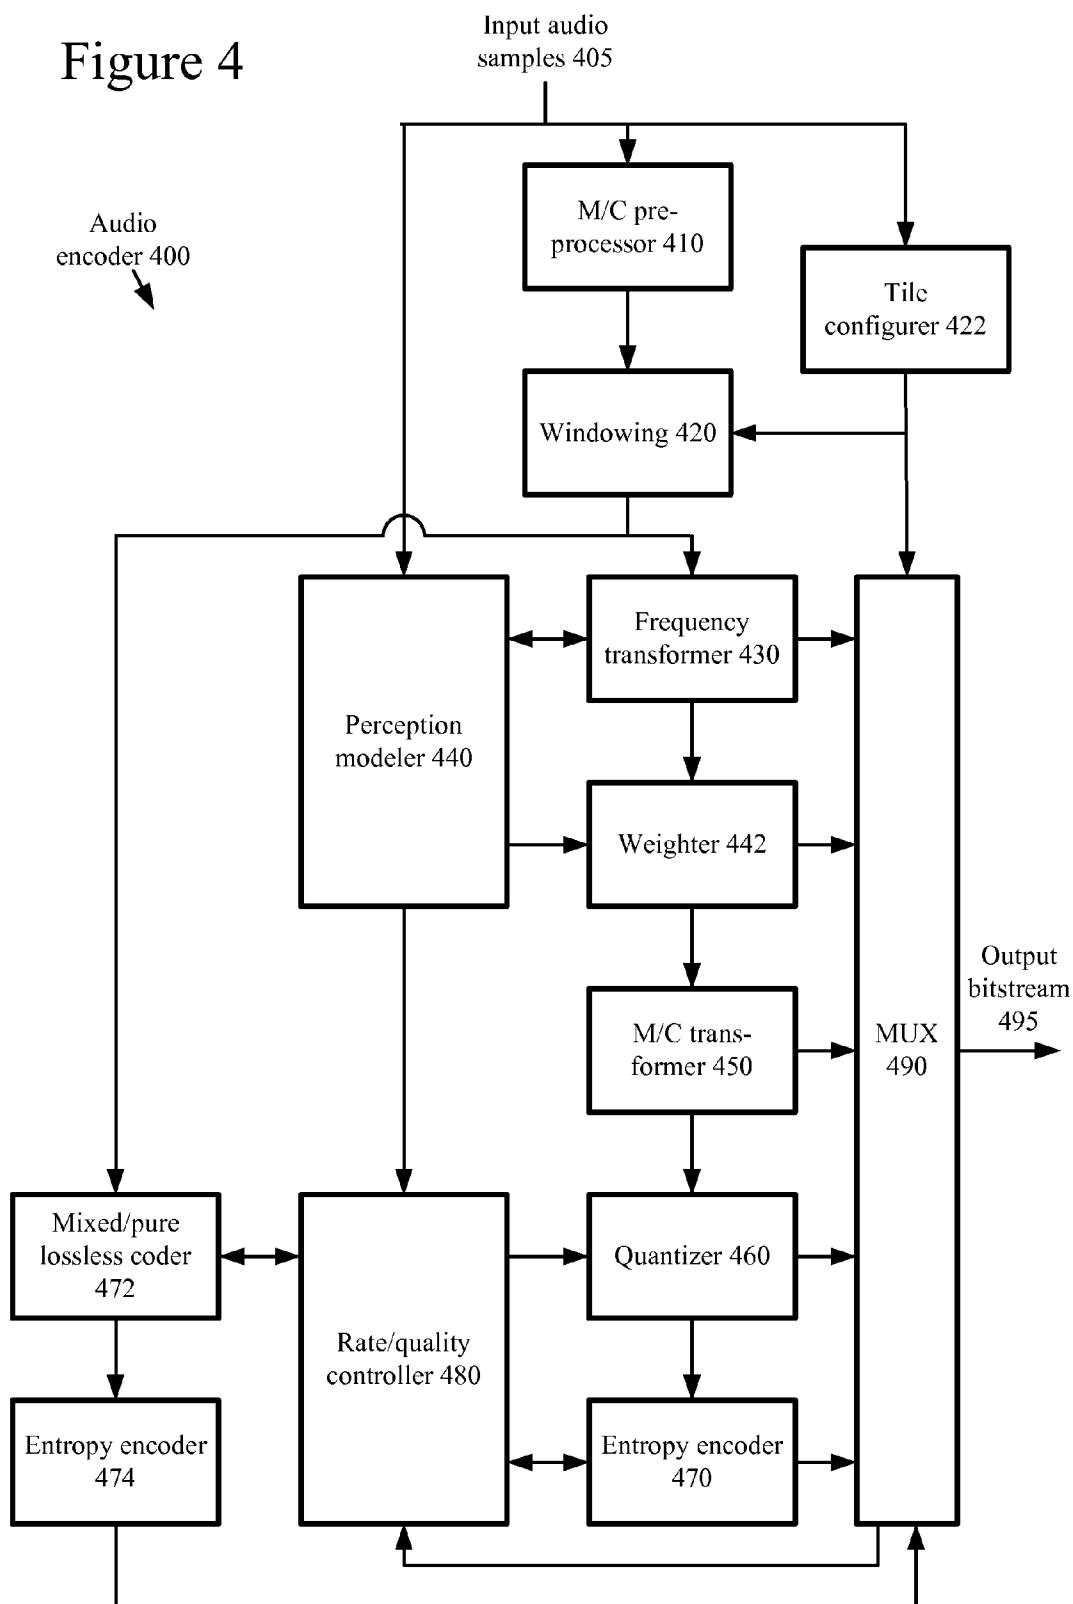 Figure 4
Input audio
samples 405
Audio
encoder 400
M/C pre-
processor 410
Tile
configurer 422
Windowing 420
Frequency
transformer 430
Perception
modeler 440
Weighter 442
Output
bitstream
495
M/C trans-
former 450
MUX
490
Mixed/pure
lossless coder
472
Quantizer 460
Rate/quality
controller 480
Entropy encoder
474
Entropy encoder
470